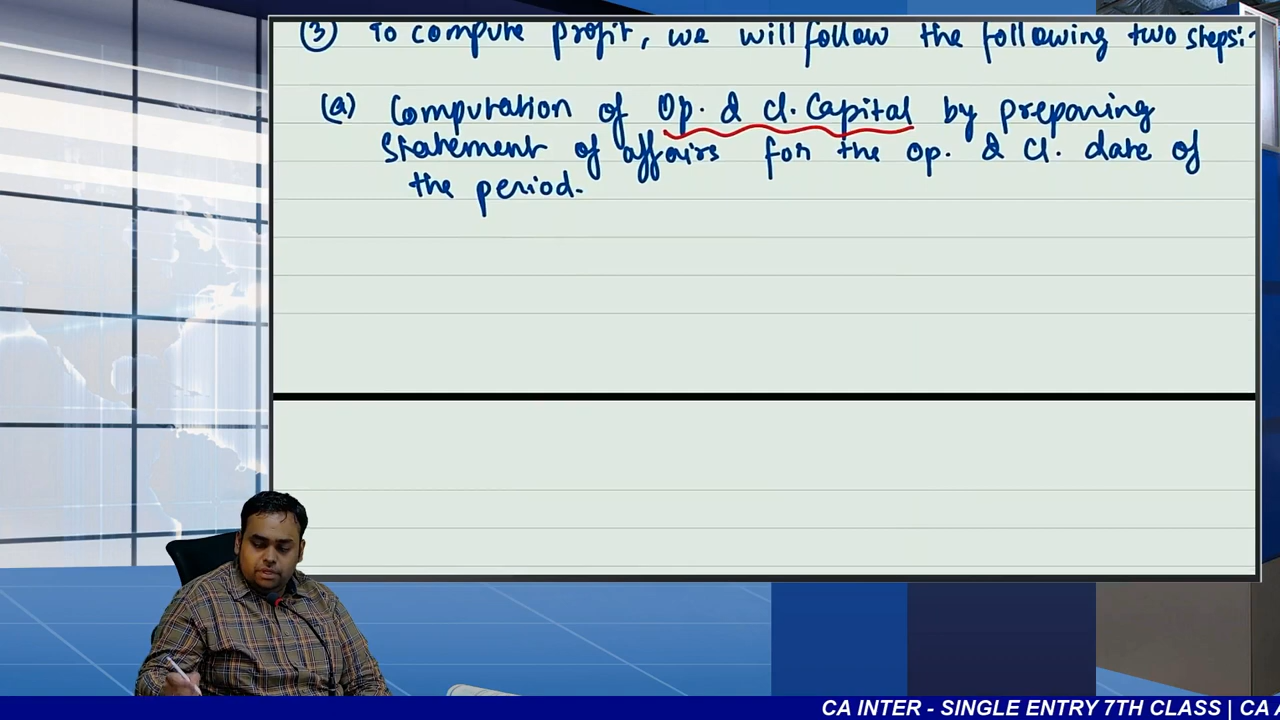 (3) To compute profit, we will follow the following two steps:-
(a) Computation of Op. & Cl. Capital by preparing
Statement of affairs for the Op. & Cl. date of
the period.
CA INTER - SINGLE ENTRY 7TH CLASS | CA